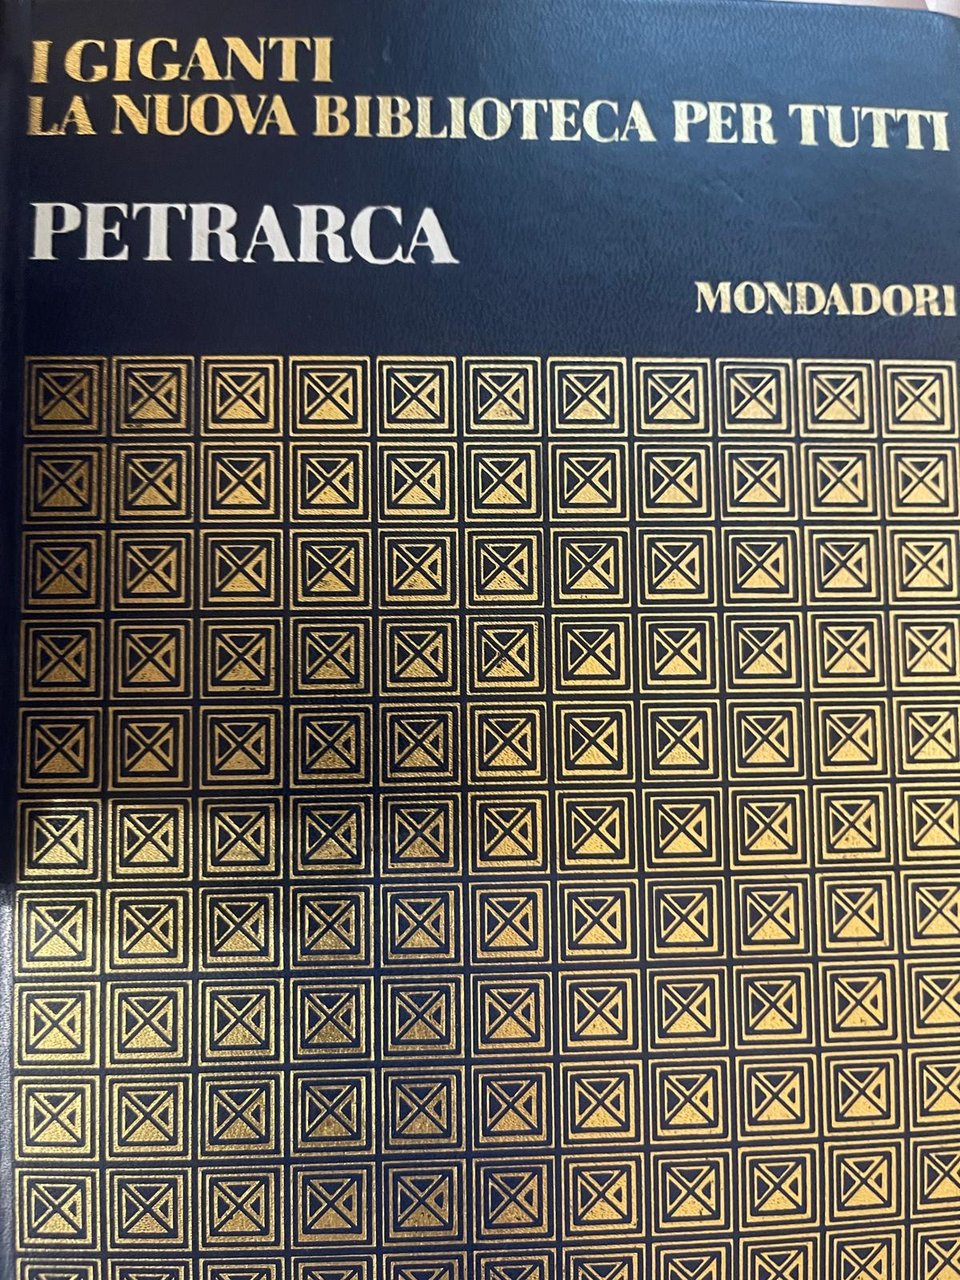 I GIGANTI
LA NUOVA BIBLIOTECA PER TUTTI
PETRARCA
MONDADORI